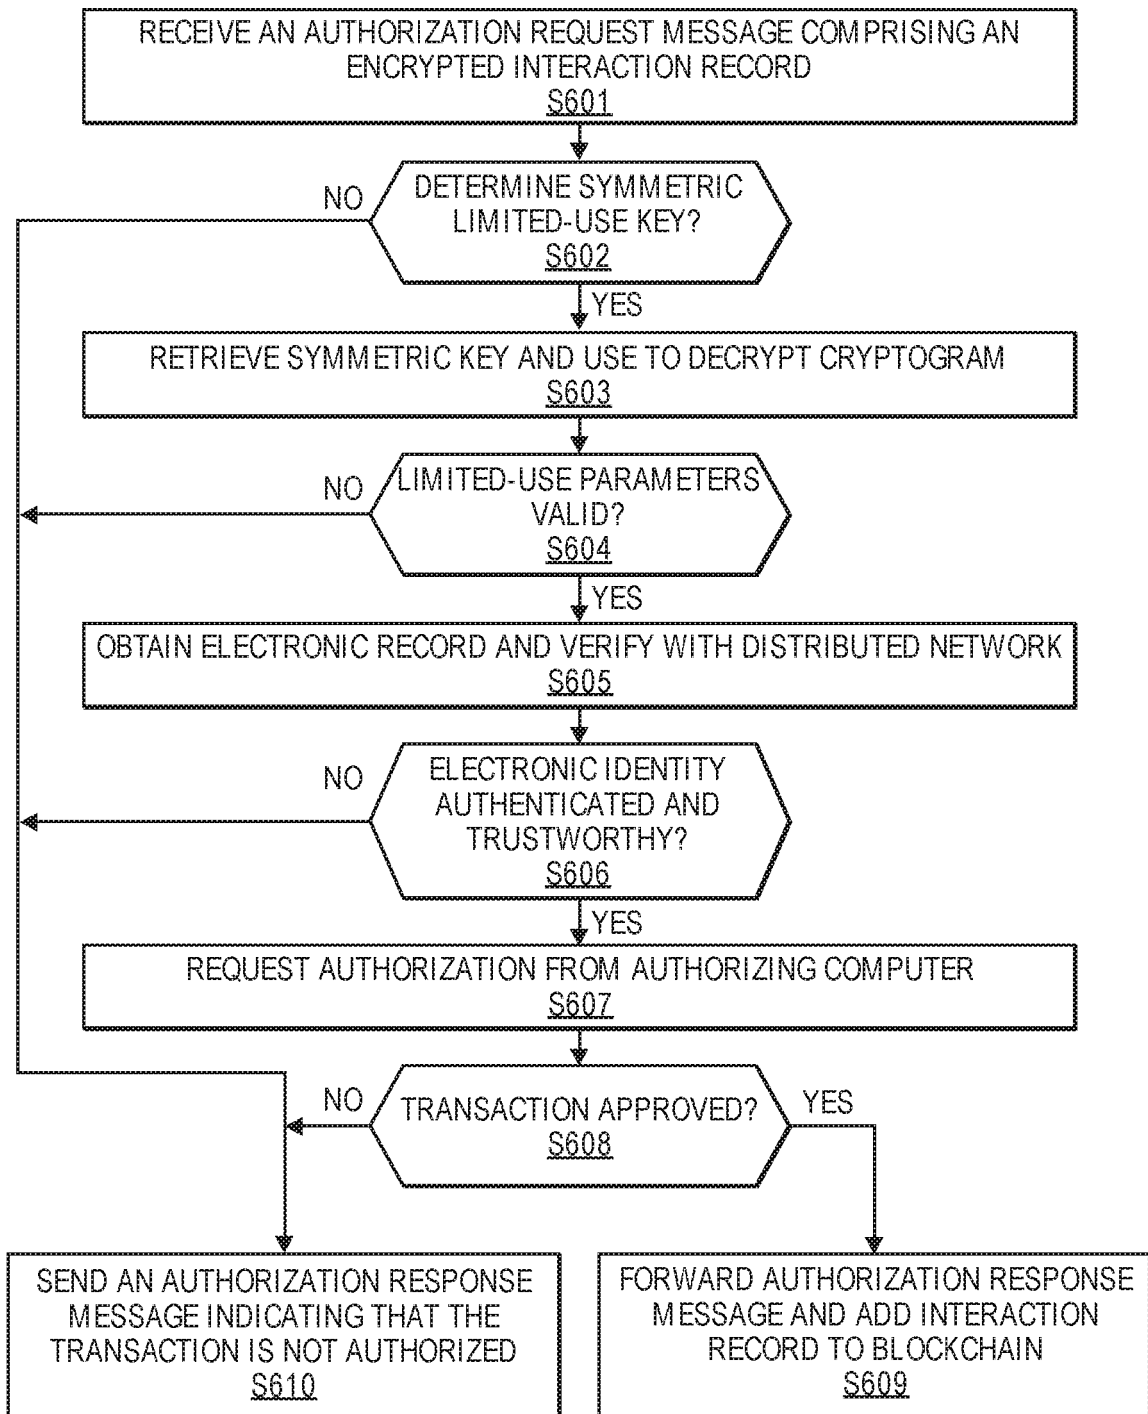 RECEIVE AN AUTHORIZATION REQUEST MESSAGE COMPRISING AN
ENCRYPTED INTERACTION RECORD
S601
NO
DETERMINE SYMMETRIC
LIMITED-USE KEY?
S602
YES
RETRIEVE SYMMETRIC KEY AND USE TO DECRYPT CRYPTOGRAM
S603
NO
LIMITED-USE PARAMETERS
VALID?
S604
YES
OBTAIN ELECTRONIC RECORD AND VERIFY WITH DISTRIBUTED NETWORK
S605
NO
ELECTRONIC IDENTITY
AUTHENTICATED AND
TRUSTWORTHY?
S606
YES
REQUEST AUTHORIZATION FROM AUTHORIZING COMPUTER
S607
NO
TRANSACTION APPROVED?
S608
YES
SEND AN AUTHORIZATION RESPONSE
MESSAGE INDICATING THAT THE
TRANSACTION IS NOT AUTHORIZED
S610
FORWARD AUTHORIZATION RESPONSE
MESSAGE AND ADD INTERACTION
RECORD TO BLOCKCHAIN
S609